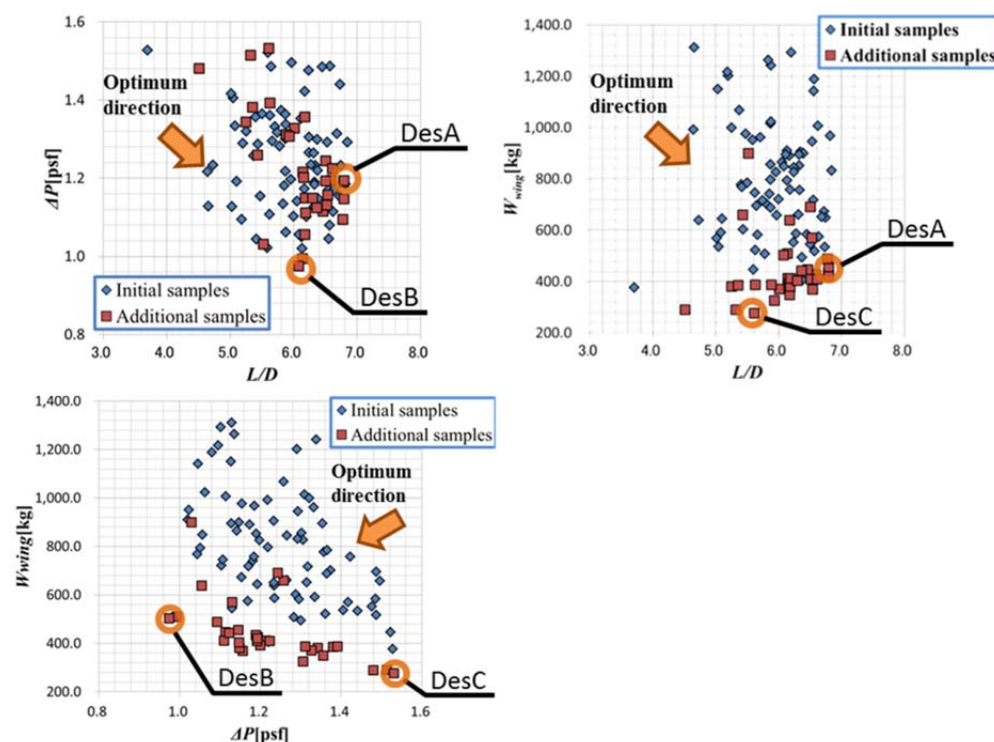 1.6
1.4
1.2
1.0
0.8
ΔP[psf]
Optimum
direction
DesA
DesB
Initial samples
Additional samples
3.0 4.0 5.0 6.0 7.0 8.0
L/D
1,400.0
1,200.0
1,000.0
800.0
600.0
400.0
200.0
Wwing[kg]
Initial samples
Additional samples
Optimum
direction
DesA
DesC
3.0 4.0 5.0 6.0 7.0 8.0
L/D
1,400.0
1,200.0
1,000.0
800.0
600.0
400.0
200.0
Wwing[kg]
Initial samples
Additional samples
Optimum
direction
DesB
DesC
0.8 1.0 1.2 1.4 1.6
ΔP[psf]